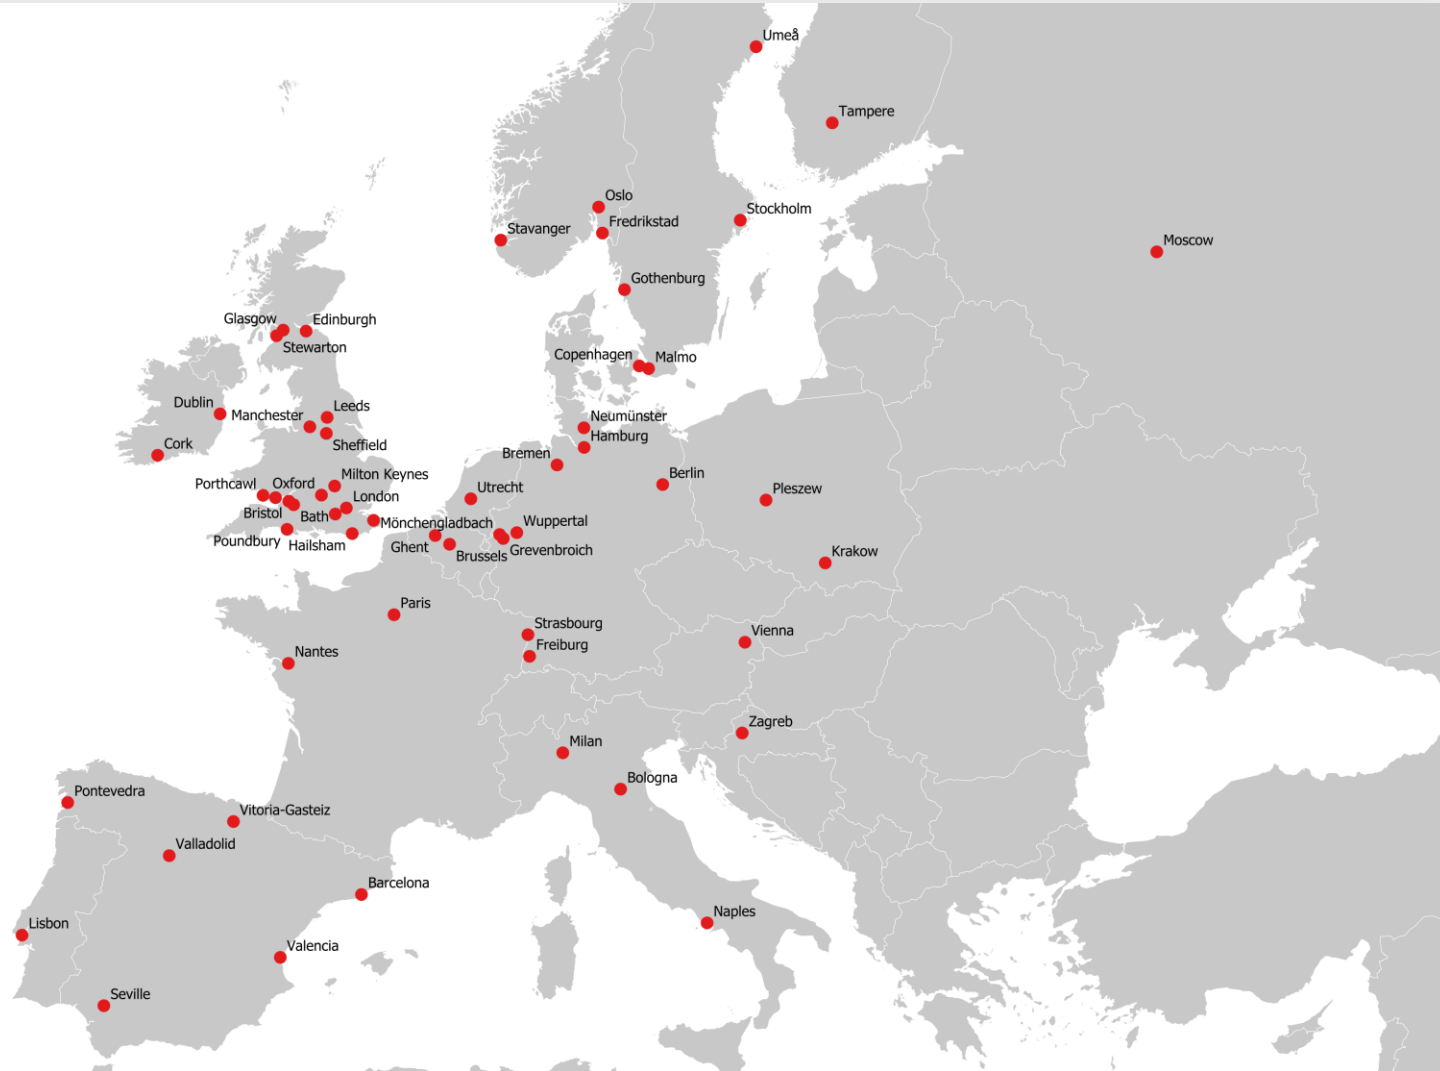 Umeå
Tampere
Oslo
Stockholm
Fredrikstad
Stavanger
Moscow
Gothenburg
Glasgow
Edinburgh
Stewarton
Copenhagen
Malmo
Dublin
Leeds
Manchester
Neumünster
Hamburg
Cork
Sheffield
Bremen
Berlin
Milton Keynes
Porthcawl
Oxford
Utrecht
Pleszew
London
Bristol
Bath
Mönchengladbach
Wuppertal
Poundbury
Hailsham
Ghent
Brussels
Grevenbroich
Krakow
Paris
Strasbourg
Vienna
Freiburg
Nantes
Zagreb
Milan
Bologna
Pontevedra
Vitoria-Gasteiz
Valladolid
Barcelona
Naples
Lisbon
Valencia
Seville